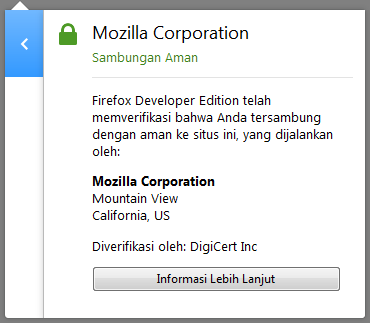 Mozilla Corporation
Sambungan Aman
Firefox Developer Edition telah
memverifikasi bahwa Anda tersambung
dengan aman ke situs ini, yang dijalankan
oleh:
Mozilla Corporation
Mountain View
California, US
Diverifikasi oleh: DigiCert Inc
Informasi Lebih Lanjut